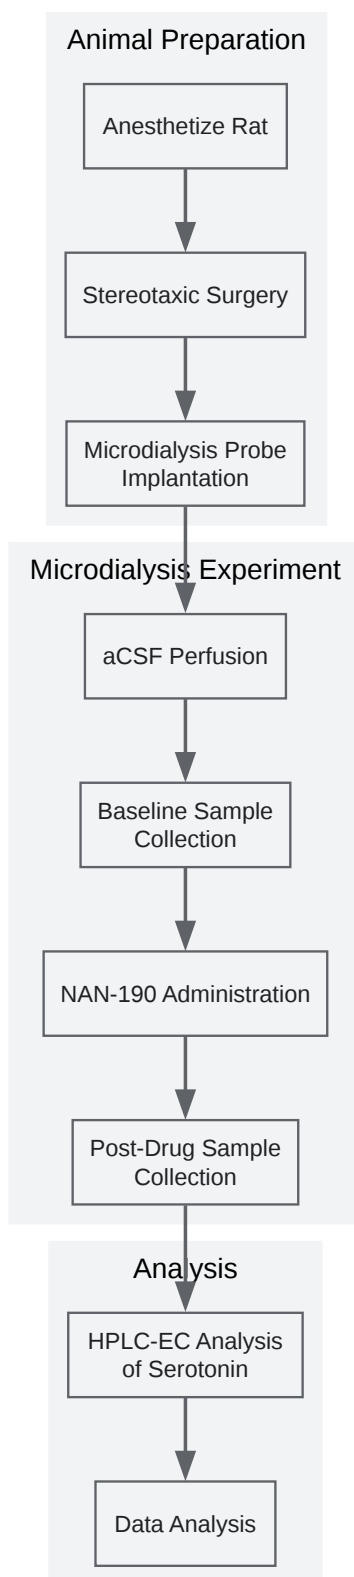 Animal Preparation
Anesthetize Rat
Stereotaxic Surgery
Microdialysis Probe
Implantation
Microdialysis Experiment
aCSF Perfusion
Baseline Sample
Collection
NAN-190 Administration
Post-Drug Sample
Collection
Analysis
HPLC-EC Analysis
of Serotonin
Data Analysis